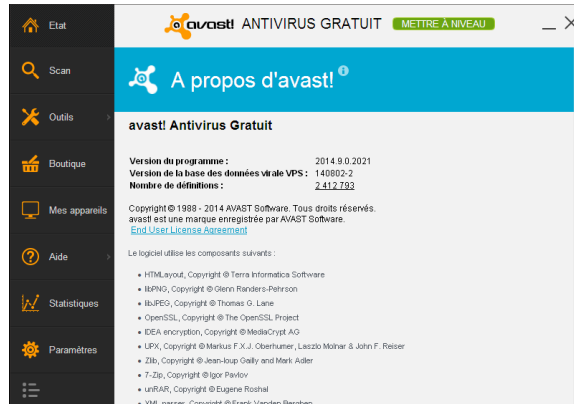 Etat
avast! ANTIVIRUS GRATUIT METTRE À NIVEAU
Scan
A propos d'avast!
Outils
avast! Antivirus Gratuit
Boutique
Version du programme : 2014.9.0.2021
Version de la base des données virale VPS : 140802-2
Nombre de définitions : 2 412 793
Mes appareils
Copyright © 1988 - 2014 AVAST Software. Tous droits réservés.
avast! est une marque enregistrée par AVAST Software.
End User License Agreement
Aide
Le logiciel utilise les composants suivants :
• HTMLayout, Copyright © Terra Informatica Software
• libPNG, Copyright © Glenn Randers-Pehrson
Statistiques
• libJPEG, Copyright © Thomas G. Lane
• OpenSSL, Copyright © The OpenSSL Project
• IDEA encryption, Copyright © MediaCrypt AG
Paramètres
• UPX, Copyright © Markus F.X.J. Oberhumer, Laszlo Molnar & John F. Reiser
• Zlib, Copyright © Jean-loup Gailly and Mark Adler
• 7-Zip, Copyright © Igor Pavlov
• unRAR, Copyright © Eugene Roshal
• XML parser, Copyright © Frank Vanden Berghen